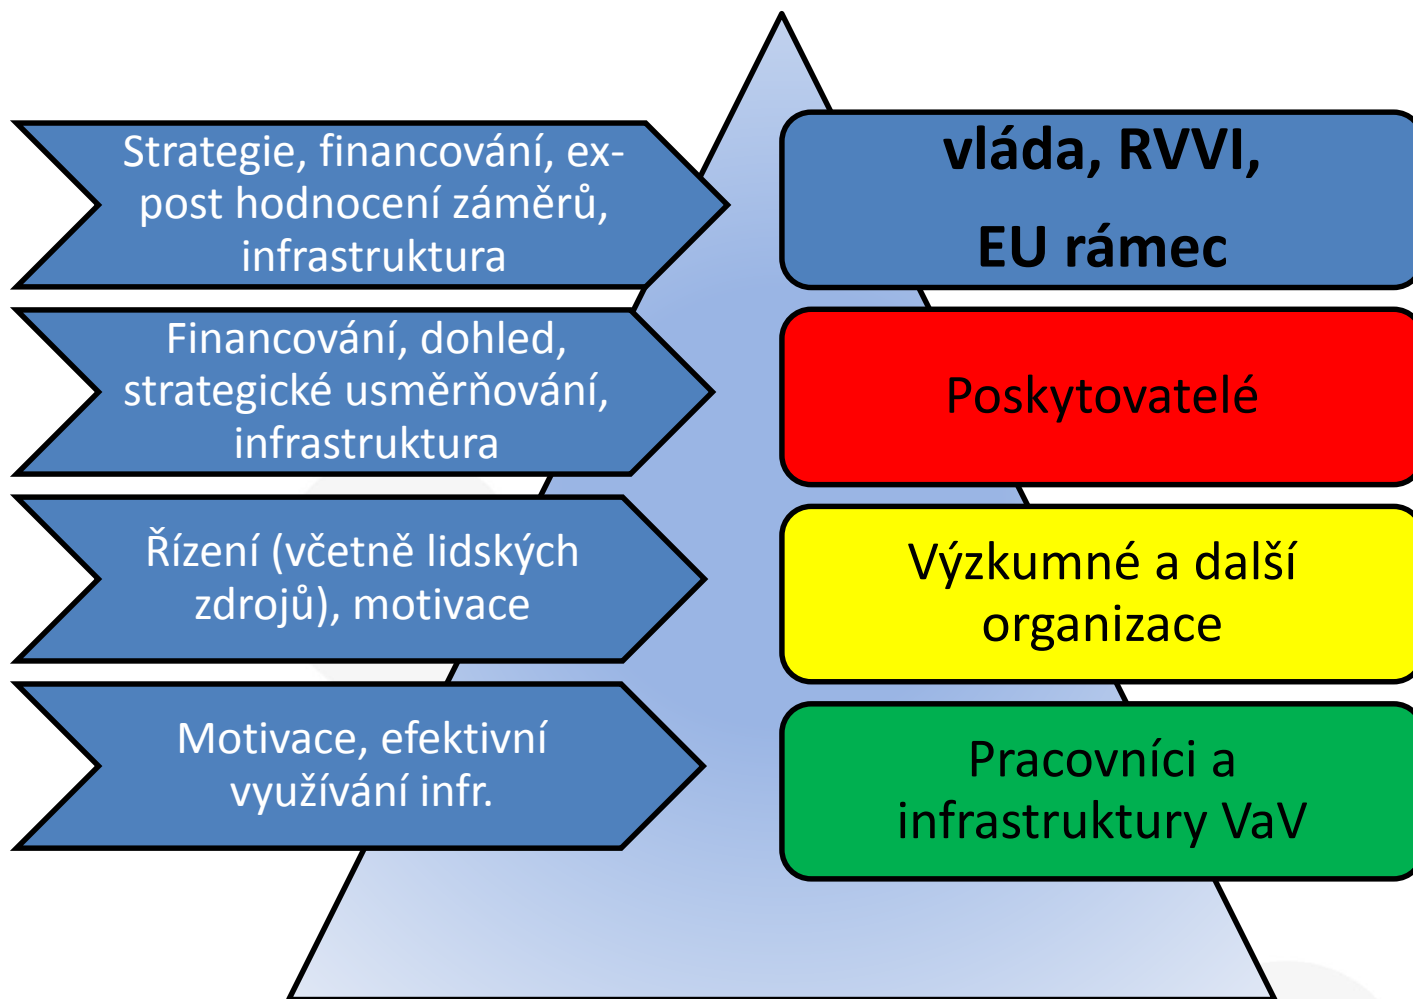 Strategie, financování, ex-
post hodnocení záměrů,
infrastruktura
vláda, RVVI,
EU rámec
Financování, dohled,
strategické usměrňování,
infrastruktura
Poskytovatelé
Řízení (včetně lidských
zdrojů), motivace
Výzkumné a další
organizace
Motivace, efektivní
využívání infr.
Pracovníci a
infrastruktury VaV